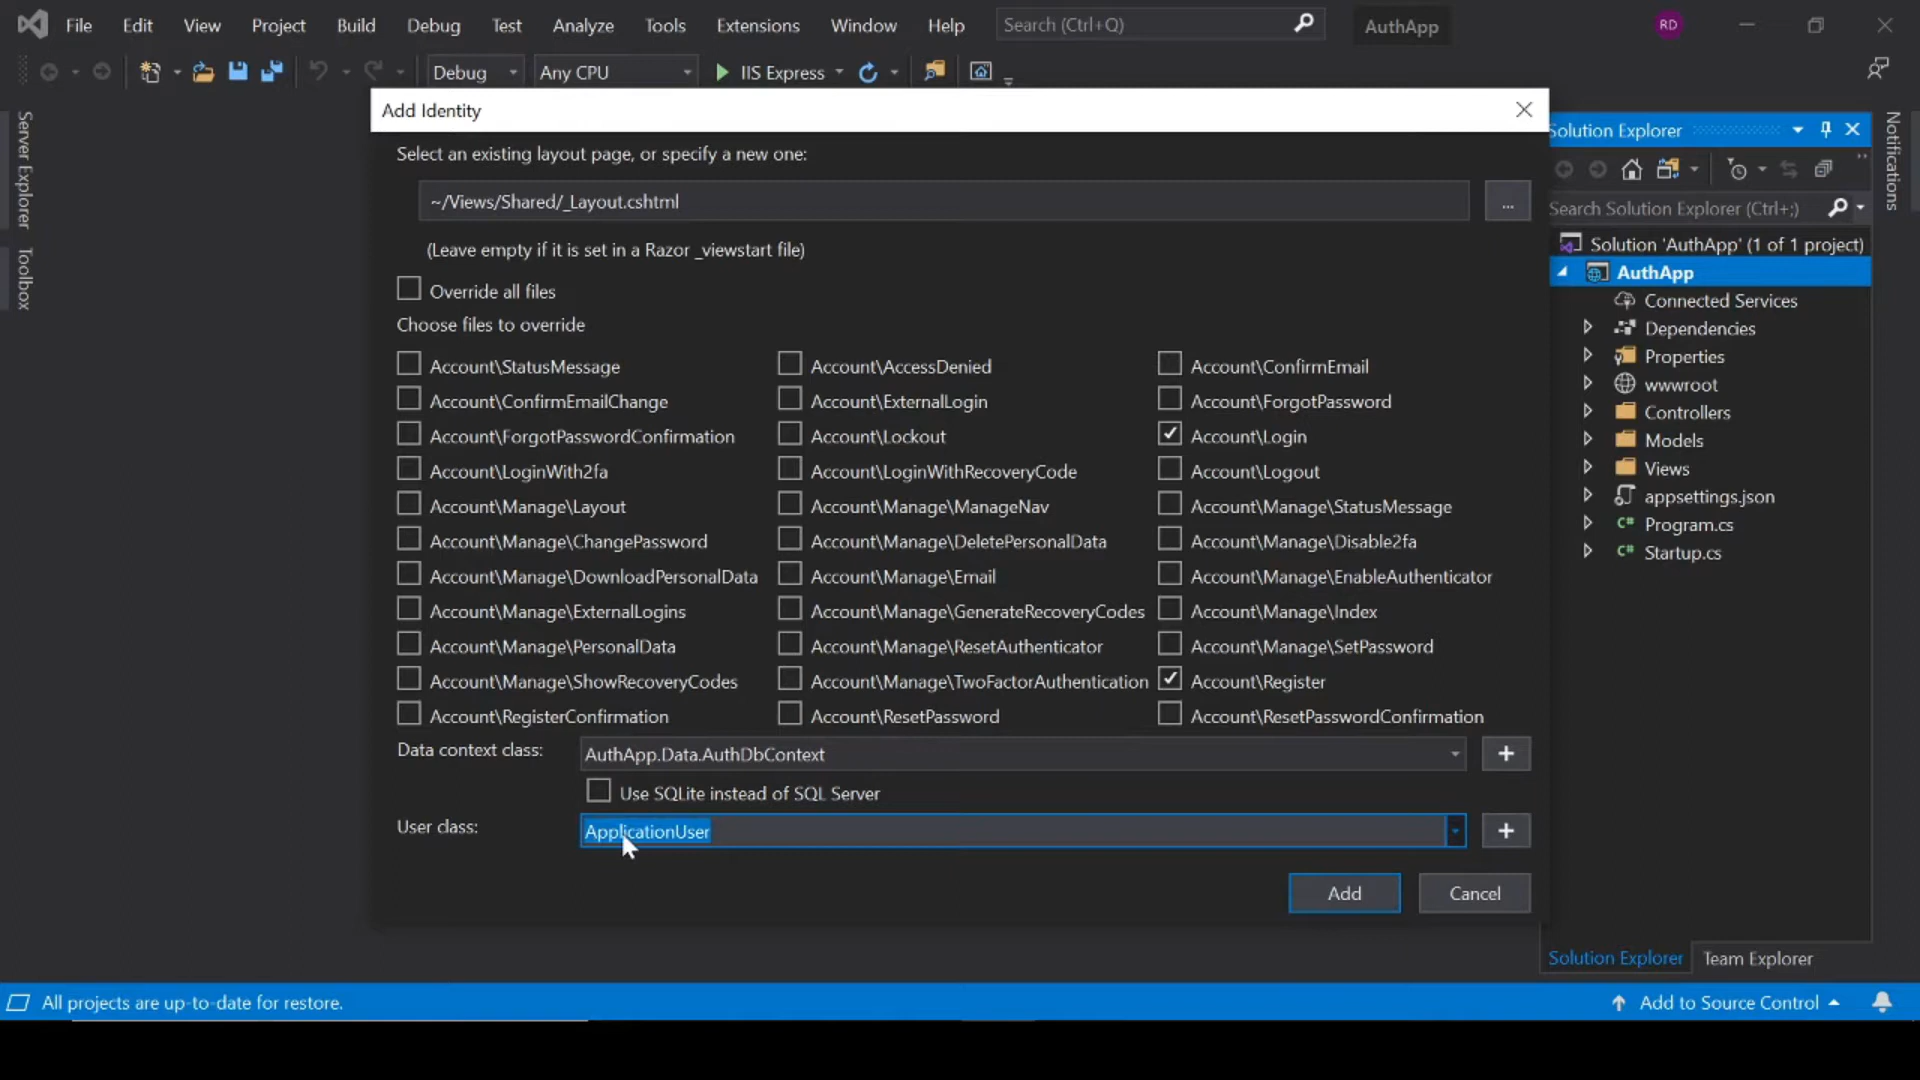 File Edit View Project Build Debug Test Analyze Tools Extensions Window Help Search (Ctrl+Q) AuthApp RD
Debug Any CPU IIS Express
Server Explorer
Toolbox
Add Identity
Select an existing layout page, or specify a new one:
~/Views/Shared/_Layout.cshtml ...
(Leave empty if it is set in a Razor _viewstart file)
Override all files
Choose files to override
Account\StatusMessage Account\AccessDenied Account\ConfirmEmail
Account\ConfirmEmailChange Account\ExternalLogin Account\ForgotPassword
Account\ForgotPasswordConfirmation Account\Lockout Account\Login
Account\LoginWith2fa Account\LoginWithRecoveryCode Account\Logout
Account\Manage\Layout Account\Manage\ManageNav Account\Manage\StatusMessage
Account\Manage\ChangePassword Account\Manage\DeletePersonalData Account\Manage\Disable2fa
Account\Manage\DownloadPersonalData Account\Manage\Email Account\Manage\EnableAuthenticator
Account\Manage\ExternalLogins Account\Manage\GenerateRecoveryCodes Account\Manage\Index
Account\Manage\PersonalData Account\Manage\ResetAuthenticator Account\Manage\SetPassword
Account\Manage\ShowRecoveryCodes Account\Manage\TwoFactorAuthentication Account\Register
Account\RegisterConfirmation Account\ResetPassword Account\ResetPasswordConfirmation
Data context class: AuthApp.Data.AuthDbContext
Use SQLite instead of SQL Server
User class: ApplicationUser
Add Cancel
Solution Explorer
Search Solution Explorer (Ctrl+;)
Solution 'AuthApp' (1 of 1 project)
AuthApp
Connected Services
Dependencies
Properties
wwwroot
Controllers
Models
Views
appsettings.json
C# Program.cs
C# Startup.cs
Solution Explorer Team Explorer
Notifications
All projects are up-to-date for restore. Add to Source Control